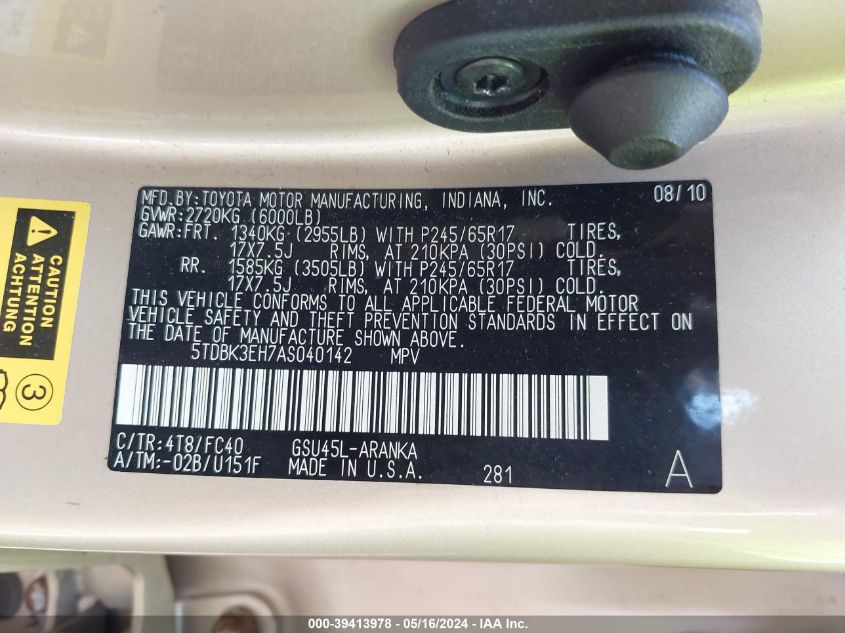 MFD.BY:TOYOTA MOTOR MANUFACTURING, INDIANA, INC. 08/10
GVWR:2720KG (6000LB)
GAWR:FRT. 1340KG (2955LB) WITH P245/65R17 TIRES,
17X7.5J RIMS, AT 210KPA (30PSI) COLD.
RR. 1585KG (3505LB) WITH P245/65R17 TIRES,
17X7.5J RIMS, AT 210KPA (30PSI) COLD.
THIS VEHICLE CONFORMS TO ALL APPLICABLE FEDERAL MOTOR
VEHICLE SAFETY AND THEFT PREVENTION STANDARDS IN EFFECT ON
THE DATE OF MANUFACTURE SHOWN ABOVE.
5TDBK3EH7AS040142 MPV
C/TR:4T8/FC40 GSU45L-ARANKA
A/TM:-02B/U151F MADE IN U.S.A. 281 A
CAUTION
ATTENTION
ACHTUNG
3
000-39413978 - 05/16/2024 - IAA Inc.